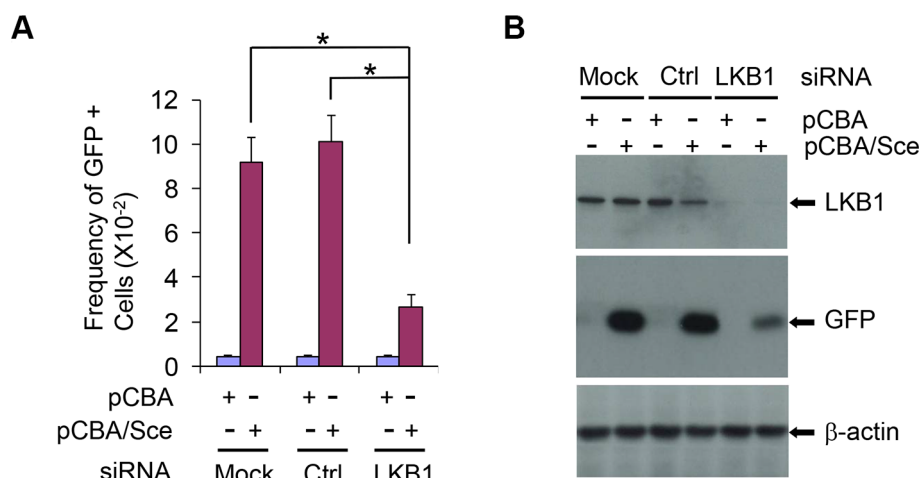 A
*
*
Frequency of GFP +
Cells (X10-2)
12
10
8
6
4
2
0
pCBA + - + - + -
pCBA/Sce - + - + - +
siRNA Mock Ctrl LKB1
B
Mock Ctrl LKB1 siRNA
+ - + - + - pCBA
- + - + - + pCBA/Sce
LKB1
GFP
β-actin